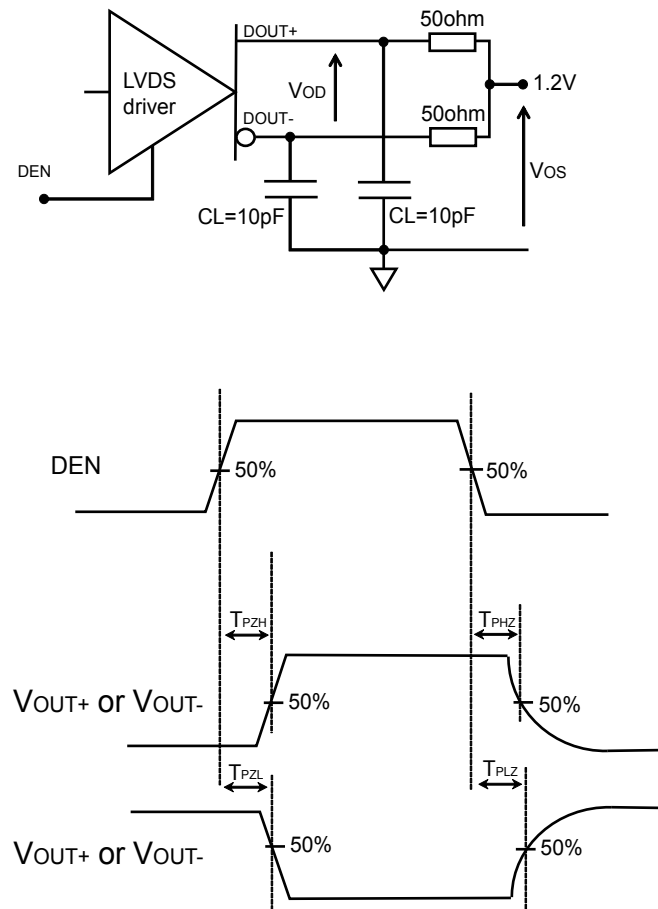 50ohm
DOUT+
LVDS
driver
VOD
1.2V
50ohm
DOUT-
DEN
VOS
CL=10pF
CL=10pF
DEN
50%
50%
TPZH
TPHZ
VOUT+ or VOUT-
50%
50%
TPZL
TPLZ
VOUT+ or VOUT-
50%
50%